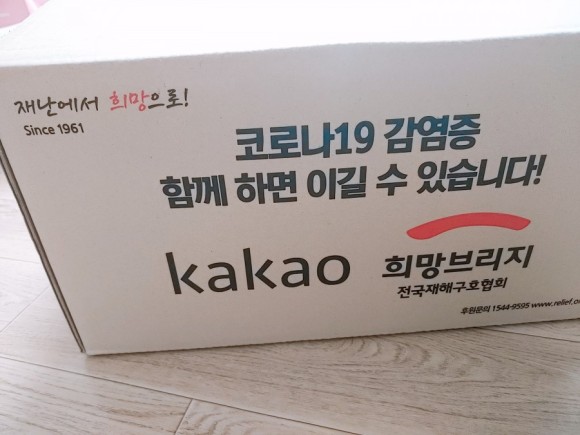 재난에서 희망으로!
Since 1961
코로나19 감염증
함께 하면 이길 수 있습니다!
kakao
희망브리지
전국재해구호협회
후원문의 1544-9595 www.relief.o